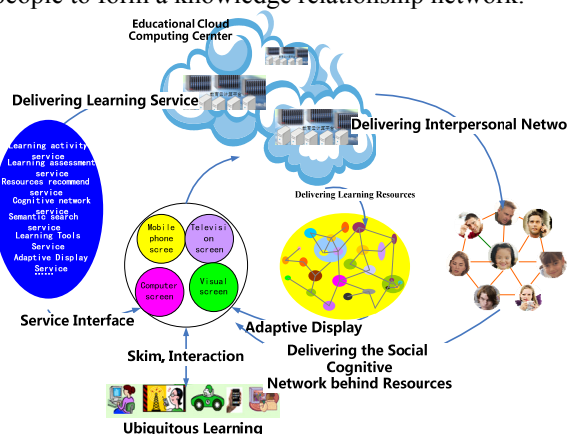 people to form a knowledge relationship network.
Educational Cloud
Computing Cernter
Delivering Learning Service
Delivering Interpersonal Netwo
Learning activity
service
Learning assessment
service
Resources recommend
service
Cognitive network
service
Semantic search
service
Learning Tools
Service
Adaptive Display
Service
......
Delivering Learning Resources
Mobile
phone
scree
Televisi
on
screen
Computer
screen
Visual
screen
Service Interface
Adaptive Display
Skim, Interaction
Delivering the Social
Cognitive
Network behind Resources
Ubiquitous Learning